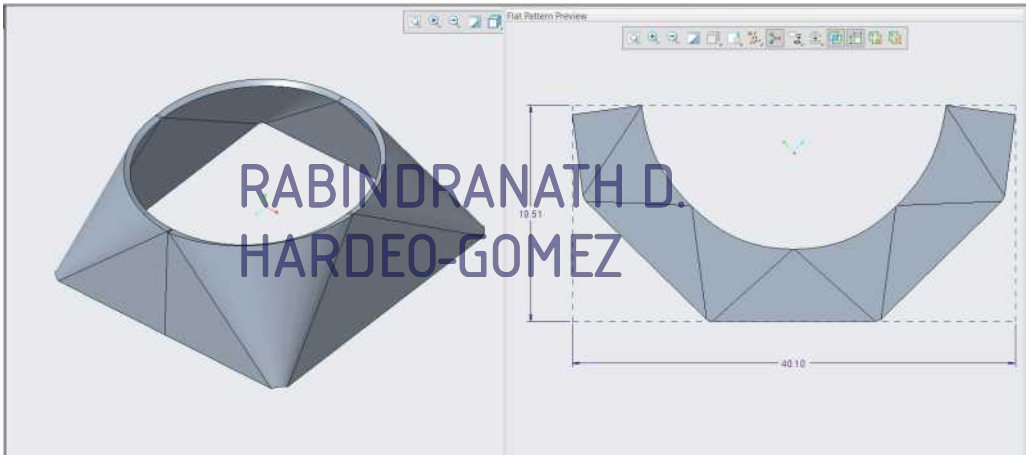 Flat Pattern Preview
RABINDRANATH D.
HARDEO-GOMEZ
19.51
40.10